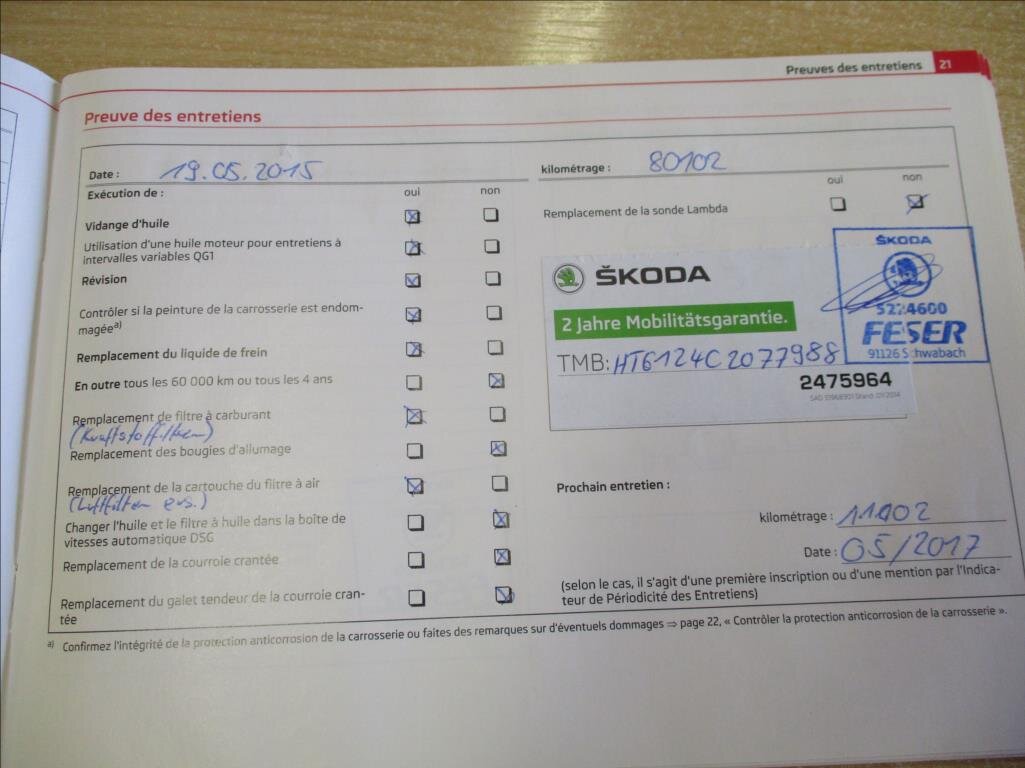 Preuves des entretiens 21
Preuve des entretiens
Date : 19.05.2015
kilométrage : 80102
Exécution de : oui non
oui non
Vidange d'huile
Remplacement de la sonde Lambda
Utilisation d'une huile moteur pour entretiens à
intervalles variables QG1
Révision
Contrôler si la peinture de la carrosserie est endom-
magée a)
Remplacement du liquide de frein
En outre tous les 60 000 km ou tous les 4 ans
Remplacement de filtre à carburant
(Kraftstofffilter)
Remplacement des bougies d'allumage
Remplacement de la cartouche du filtre à air
(Luftfilter ers.)
Changer l'huile et le filtre à huile dans la boîte de
vitesses automatique DSG
Remplacement de la courroie crantée
Remplacement du galet tendeur de la courroie cran-
tée
ŠKODA
2 Jahre Mobilitätsgarantie.
TMB: HT6124C2077988
2475964
ŠKODA
5224600
FESER
91126 Schwabach
Prochain entretien :
kilométrage : 11402
Date : 05/2017
(selon le cas, il s'agit d'une première inscription ou d'une mention par l'Indica-
teur de Périodicité des Entretiens)
a) Confirmez l'intégrité de la protection anticorrosion de la carrosserie ou faites des remarques sur d'éventuels dommages ⇒ page 22, « Contrôler la protection anticorrosion de la carrosserie ».